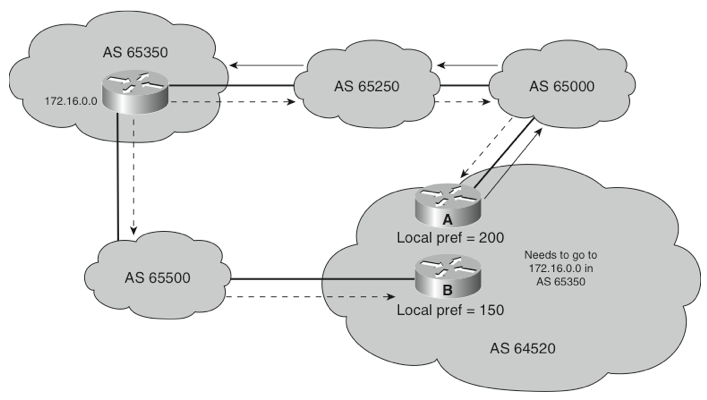 AS 65350
172.16.0.0
AS 65250
AS 65000
A
Local pref = 200
Needs to go to
172.16.0.0 in
AS 65350
AS 65500
B
Local pref = 150
AS 64520